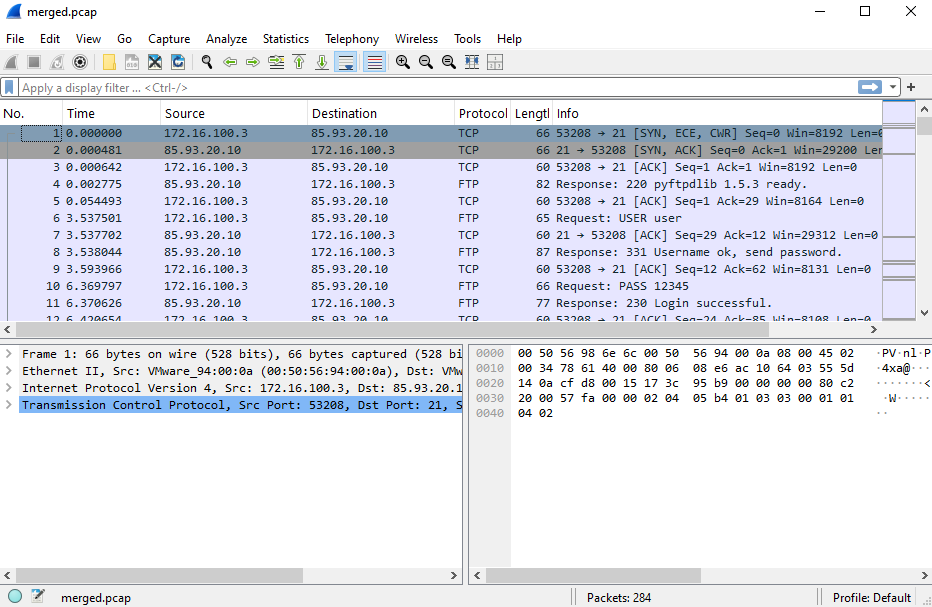 merged.pcap
File Edit View Go Capture Analyze Statistics Telephony Wireless Tools Help
Apply a display filter ... <Ctrl-/>
No. Time Source Destination Protocol Lengtl Info
1 0.000000 172.16.100.3 85.93.20.10 TCP 66 53208 → 21 [SYN, ECE, CWR] Seq=0 Win=8192 Len=0
2 0.000481 85.93.20.10 172.16.100.3 TCP 66 21 → 53208 [SYN, ACK] Seq=0 Ack=1 Win=29200 Len
3 0.000642 172.16.100.3 85.93.20.10 TCP 60 53208 → 21 [ACK] Seq=1 Ack=1 Win=8192 Len=0
4 0.002775 85.93.20.10 172.16.100.3 FTP 82 Response: 220 pyftpdlib 1.5.3 ready.
5 0.054493 172.16.100.3 85.93.20.10 TCP 60 53208 → 21 [ACK] Seq=1 Ack=29 Win=8164 Len=0
6 3.537501 172.16.100.3 85.93.20.10 FTP 65 Request: USER user
7 3.537702 85.93.20.10 172.16.100.3 TCP 60 21 → 53208 [ACK] Seq=29 Ack=12 Win=29312 Len=0
8 3.538044 85.93.20.10 172.16.100.3 FTP 87 Response: 331 Username ok, send password.
9 3.593966 172.16.100.3 85.93.20.10 TCP 60 53208 → 21 [ACK] Seq=12 Ack=62 Win=8131 Len=0
10 6.369797 172.16.100.3 85.93.20.10 FTP 66 Request: PASS 12345
11 6.370626 85.93.20.10 172.16.100.3 FTP 77 Response: 230 Login successful.
12 6.420654 172.16.100.3 85.93.20.10 TCP 60 53208 → 21 [ACK] Seq=24 Ack=85 Win=8108 Len=0
Frame 1: 66 bytes on wire (528 bits), 66 bytes captured (528 bi
Ethernet II, Src: VMware_94:00:0a (00:50:56:94:00:0a), Dst: VMw
Internet Protocol Version 4, Src: 172.16.100.3, Dst: 85.93.20.1
Transmission Control Protocol, Src Port: 53208, Dst Port: 21, S
0000 00 50 56 98 6e 6c 00 50 56 94 00 0a 08 00 45 02 ·PV·nl·P
0010 00 34 78 61 40 00 80 06 08 e6 ac 10 64 03 55 5d ·4xa@···
0020 14 0a cf d8 00 15 17 3c 95 b9 00 00 00 00 80 c2 ·······<
0030 20 00 57 fa 00 00 02 04 05 b4 01 03 03 00 01 01 ·W·····
0040 04 02 ··
merged.pcap Packets: 284 Profile: Default